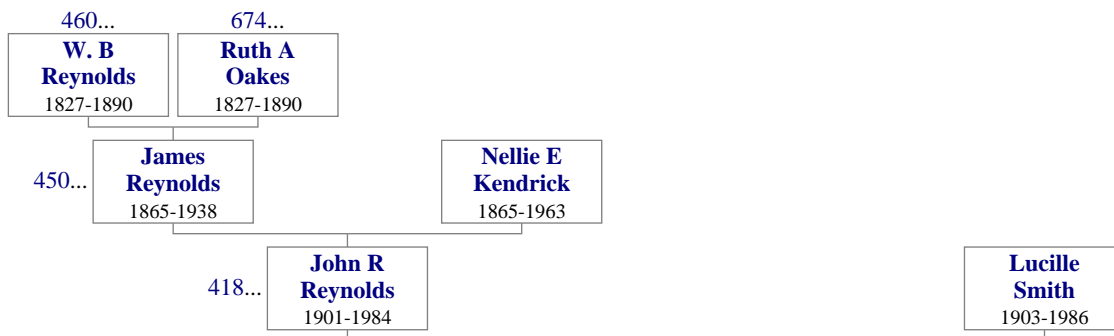 460...
674...
W. B
Reynolds
1827-1890
Ruth A
Oakes
1827-1890
450...
James
Reynolds
1865-1938
Nellie E
Kendrick
1865-1963
418...
John R
Reynolds
1901-1984
Lucille
Smith
1903-1986